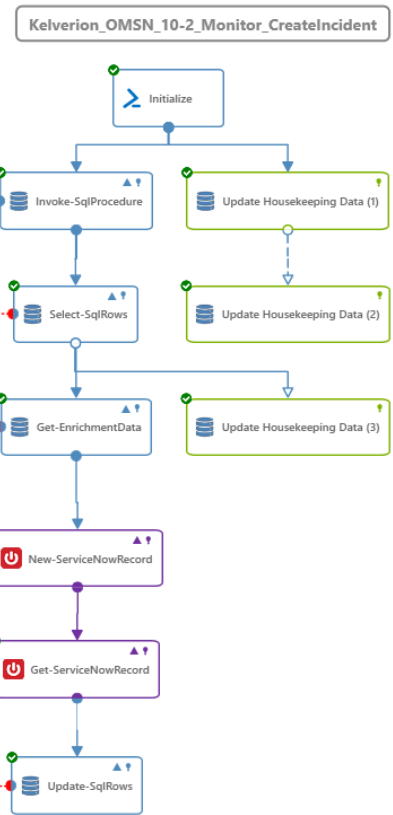 Kelverion_OMSN_10-2_Monitor_CreateIncident
Initialize
Invoke-SqlProcedure
Update Housekeeping Data (1)
Select-SqlRows
Update Housekeeping Data (2)
Get-EnrichmentData
Update Housekeeping Data (3)
New-ServiceNowRecord
Get-ServiceNowRecord
Update-SqlRows